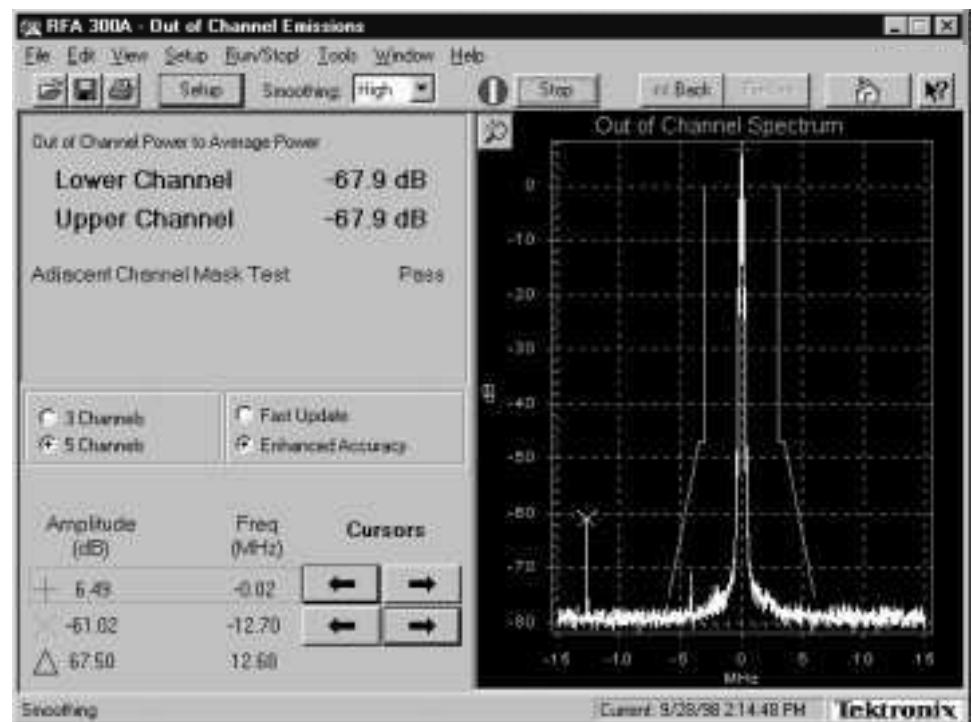 RFA 300A - Out of Channel Emissions
File Edit View Setup Run/Stop! Tools Window Help
Setup Smoothing: High Stop << Back
Out of Channel Power to Average Power
Lower Channel -67.9 dB
Upper Channel -67.9 dB
Adjacent Channel Mask Test Pass
3 Channels
5 Channels
Fast Update
Enhanced Accuracy
Amplitude (dB) Freq (MHz) Cursors
6.49 -0.02
-61.02 -12.70
67.50 12.68
Out of Channel Spectrum
0
-10
-20
-30
-40
-50
-60
-70
-80
-15 -10 -5 0 5 10 15
MHz
dB
Smoothing Current: 9/28/98 2:14:48 PM Tektronix